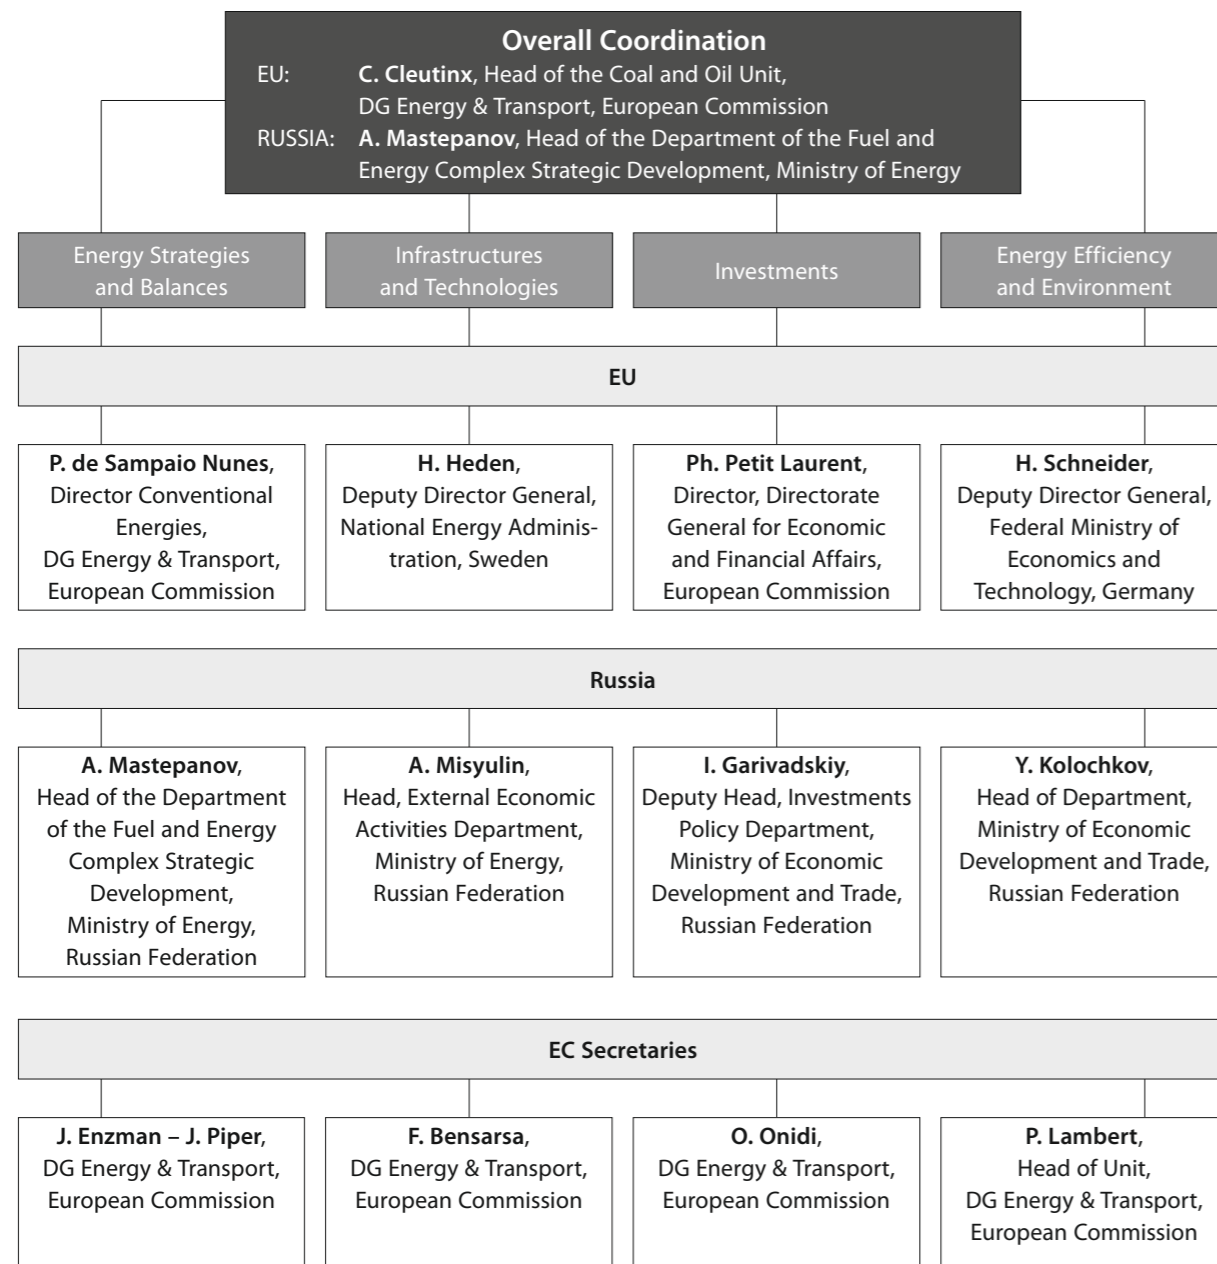 Overall Coordination
EU: C. Cleutinx, Head of the Coal and Oil Unit,
DG Energy & Transport, European Commission
RUSSIA: A. Mastepanov, Head of the Department of the Fuel and
Energy Complex Strategic Development, Ministry of Energy
Energy Strategies
and Balances
Infrastructures
and Technologies
Investments
Energy Efficiency
and Environment
EU
P. de Sampaio Nunes,
Director Conventional
Energies,
DG Energy & Transport,
European Commission
H. Heden,
Deputy Director General,
National Energy Adminis-
tration, Sweden
Ph. Petit Laurent,
Director, Directorate
General for Economic
and Financial Affairs,
European Commission
H. Schneider,
Deputy Director General,
Federal Ministry of
Economics and
Technology, Germany
Russia
A. Mastepanov,
Head of the Department
of the Fuel and Energy
Complex Strategic
Development,
Ministry of Energy,
Russian Federation
A. Misyulin,
Head, External Economic
Activities Department,
Ministry of Energy,
Russian Federation
I. Garivadskiy,
Deputy Head, Investments
Policy Department,
Ministry of Economic
Development and Trade,
Russian Federation
Y. Kolochkov,
Head of Department,
Ministry of Economic
Development and Trade,
Russian Federation
EC Secretaries
J. Enzman – J. Piper,
DG Energy & Transport,
European Commission
F. Bensarsa,
DG Energy & Transport,
European Commission
O. Onidi,
DG Energy & Transport,
European Commission
P. Lambert,
Head of Unit,
DG Energy & Transport,
European Commission